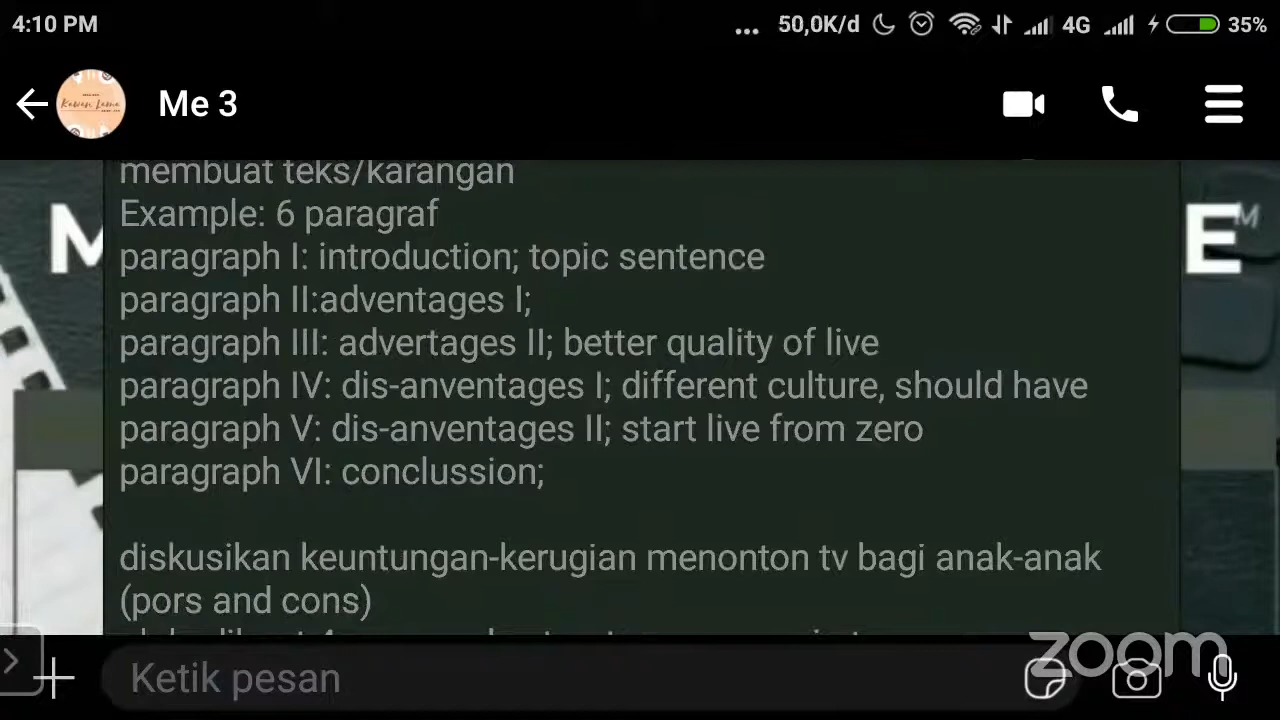 4:10 PM
... 50,0K/d 4G 35%
Me 3
membuat teks/karangan
Example: 6 paragraf
paragraph I: introduction; topic sentence
paragraph II:adventages I;
paragraph III: advertages II; better quality of live
paragraph IV: dis-anventages I; different culture, should have
paragraph V: dis-anventages II; start live from zero
paragraph VI: conclussion;
diskusikan keuntungan-kerugian menonton tv bagi anak-anak
(pors and cons)
M
E
M
Ketik pesan
zoom